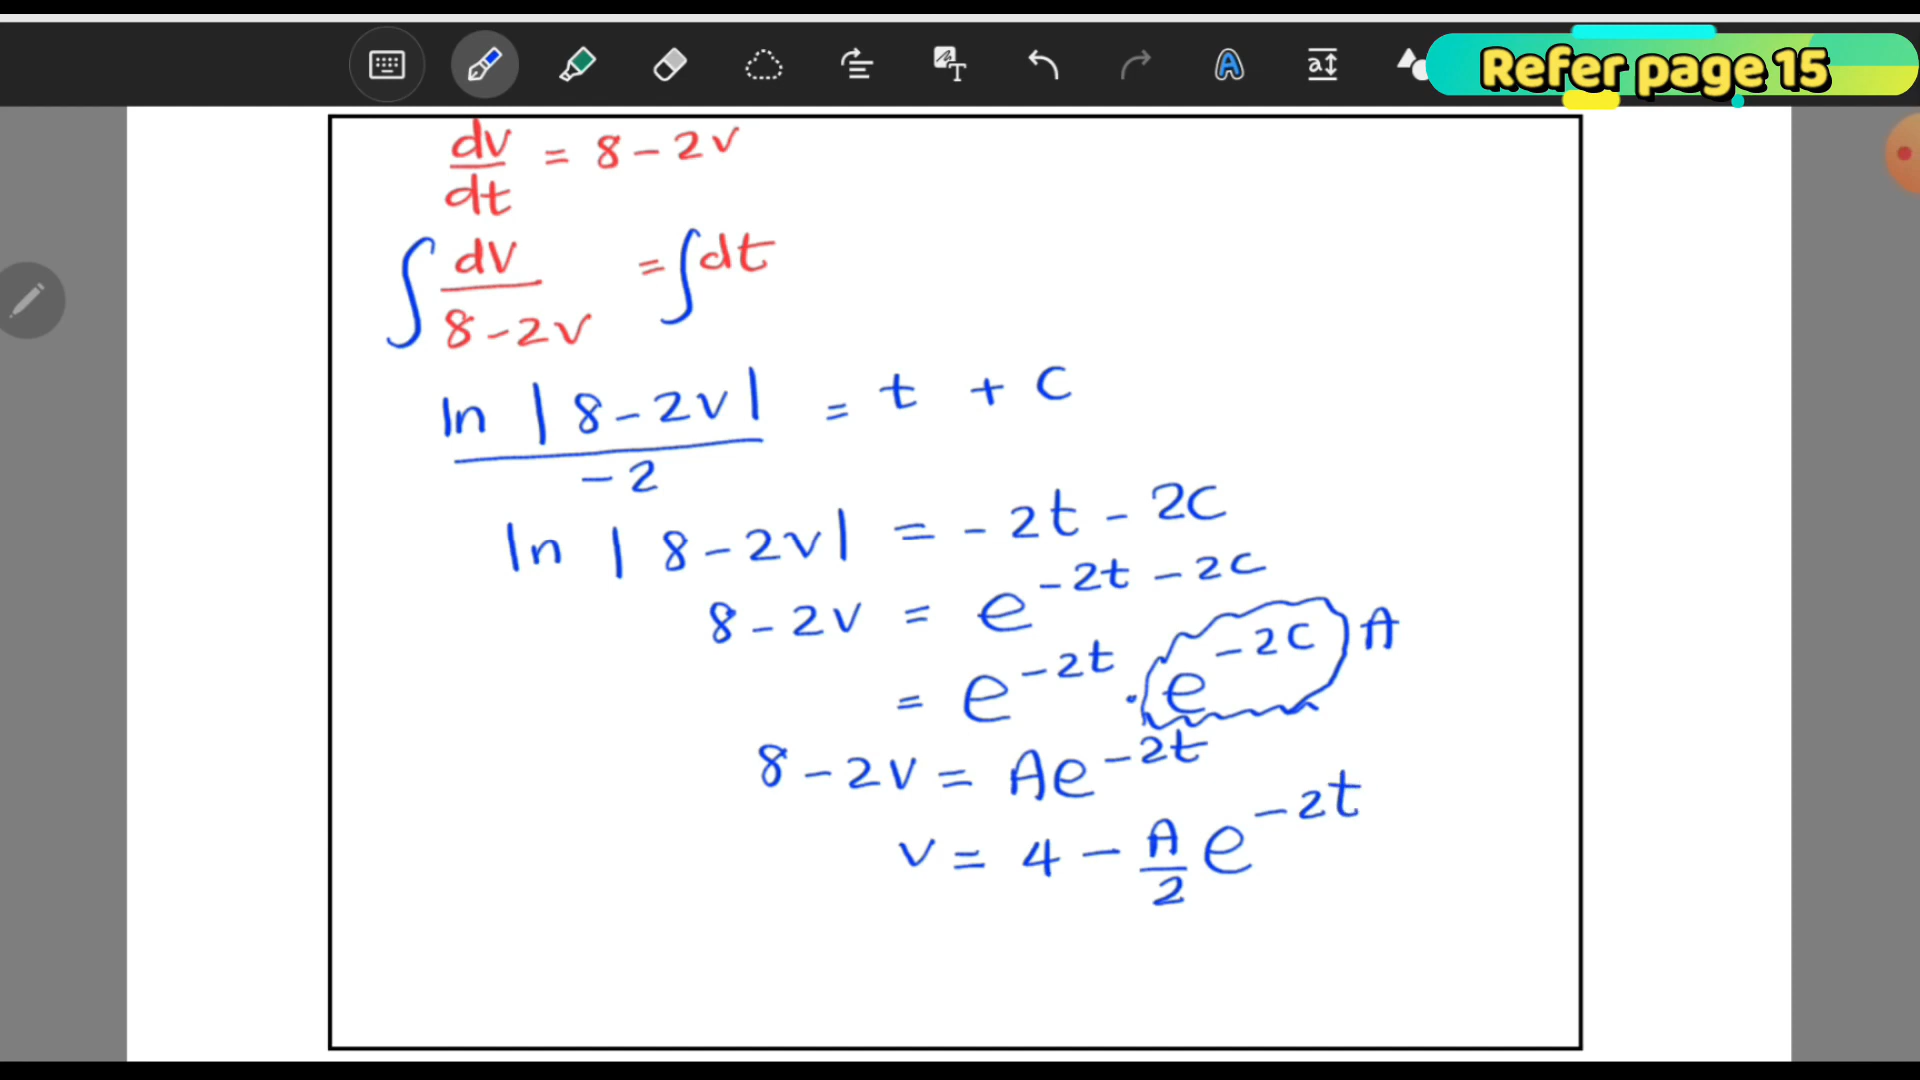 Refer page 15
dv/dt = 8 - 2v
∫ dv/(8 - 2v) = ∫ dt
ln |8 - 2v| / -2 = t + c
ln |8 - 2v| = -2t - 2c
8 - 2v = e^(-2t - 2c)
= e^(-2t) · e^(-2c) A
8 - 2v = Ae^(-2t)
v = 4 - A/2 e^(-2t)